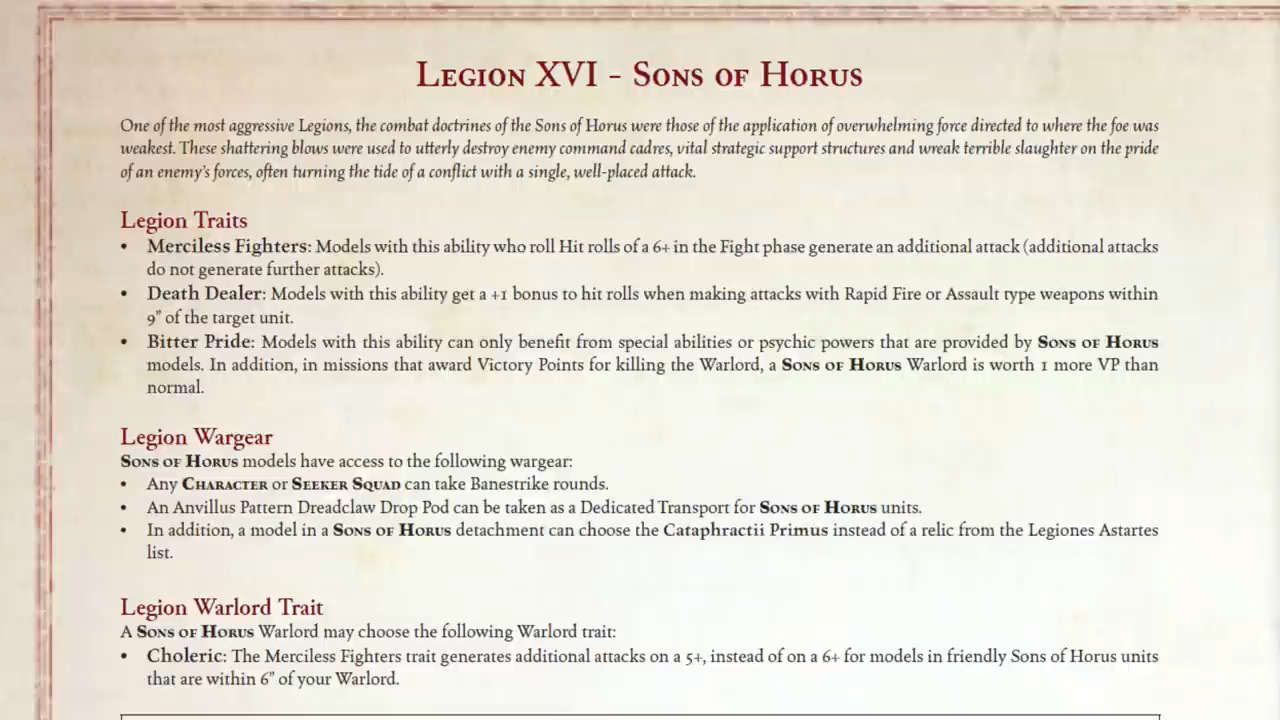 Legion XVI - Sons of Horus
One of the most aggressive Legions, the combat doctrines of the Sons of Horus were those of the application of overwhelming force directed to where the foe was
weakest. These shattering blows were used to utterly destroy enemy command cadres, vital strategic support structures and wreak terrible slaughter on the pride
of an enemy's forces, often turning the tide of a conflict with a single, well-placed attack.
Legion Traits
• Merciless Fighters: Models with this ability who roll Hit rolls of a 6+ in the Fight phase generate an additional attack (additional attacks
do not generate further attacks).
• Death Dealer: Models with this ability get a +1 bonus to hit rolls when making attacks with Rapid Fire or Assault type weapons within
9" of the target unit.
• Bitter Pride: Models with this ability can only benefit from special abilities or psychic powers that are provided by Sons of Horus
models. In addition, in missions that award Victory Points for killing the Warlord, a Sons of Horus Warlord is worth 1 more VP than
normal.
Legion Wargear
Sons of Horus models have access to the following wargear:
• Any Character or Seeker Squad can take Banestrike rounds.
• An Anvillus Pattern Dreadclaw Drop Pod can be taken as a Dedicated Transport for Sons of Horus units.
• In addition, a model in a Sons of Horus detachment can choose the Cataphractii Primus instead of a relic from the Legiones Astartes
list.
Legion Warlord Trait
A Sons of Horus Warlord may choose the following Warlord trait:
• Choleric: The Merciless Fighters trait generates additional attacks on a 5+, instead of on a 6+ for models in friendly Sons of Horus units
that are within 6" of your Warlord.